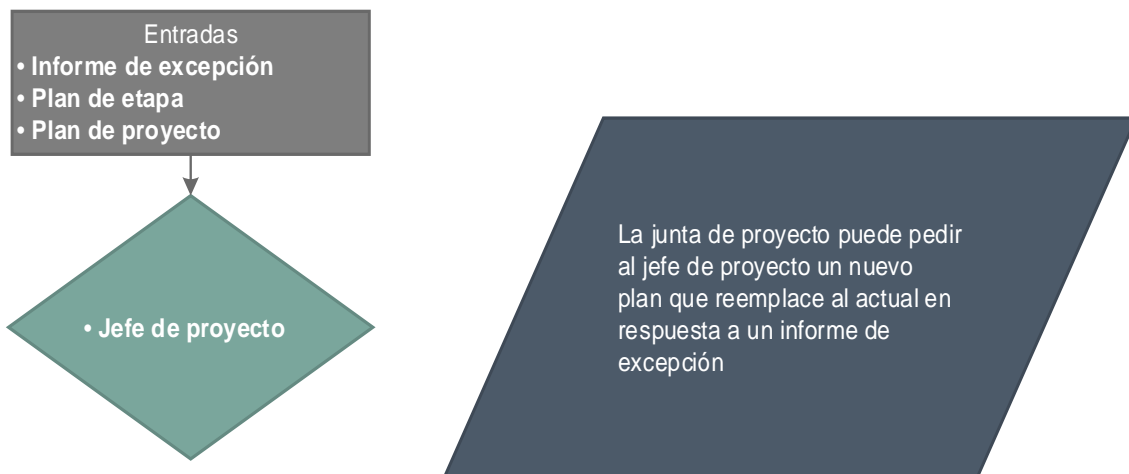 Entradas
• Informe de excepción
• Plan de etapa
• Plan de proyecto
• Jefe de proyecto
La junta de proyecto puede pedir
al jefe de proyecto un nuevo
plan que reemplace al actual en
respuesta a un informe de
excepción